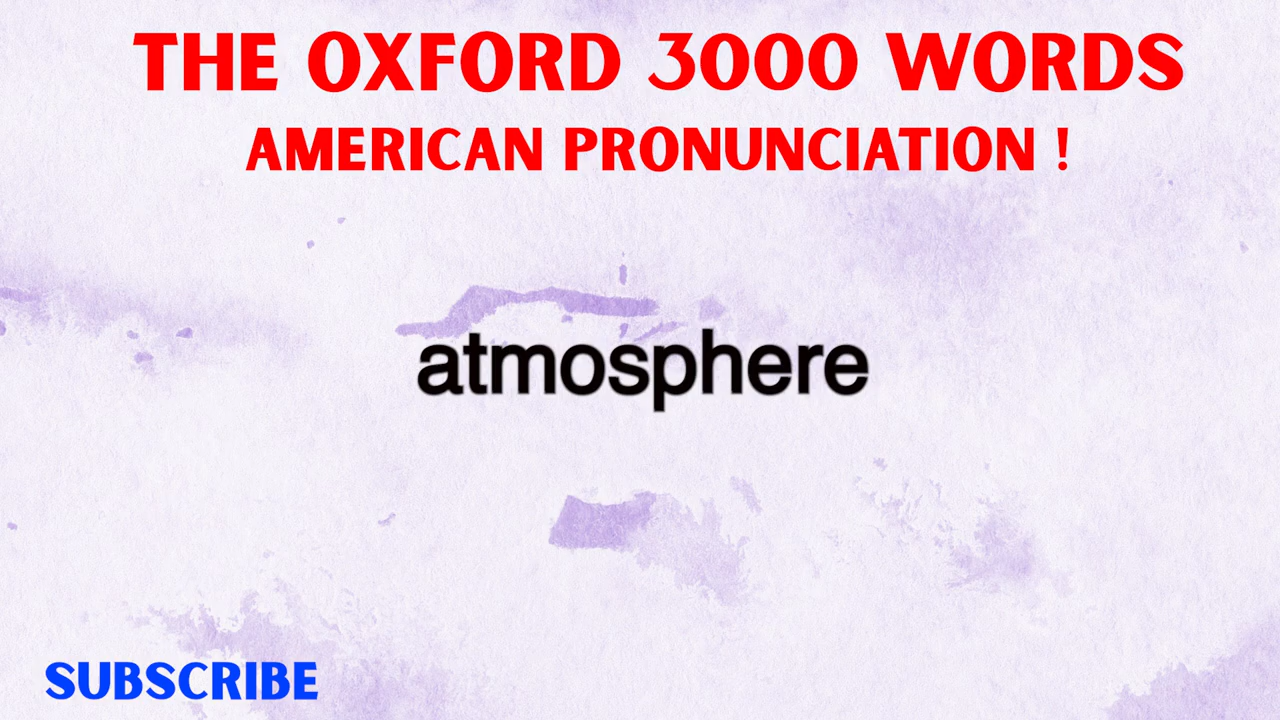 THE OXFORD 3000 WORDS
AMERICAN PRONUNCIATION !
atmosphere
SUBSCRIBE